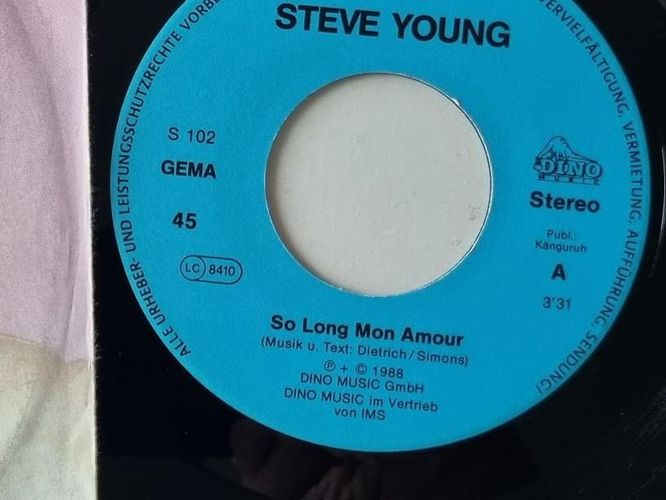 STEVE YOUNG
S 102
GEMA
45
LC 8410
DINO
MUSIC
Stereo
Publ.:
Känguruh
A
3'31
So Long Mon Amour
(Musik u. Text: Dietrich/Simons)
℗ + © 1988
DINO MUSIC GmbH
DINO MUSIC im Vertrieb
von IMS
ALLE URHEBER- UND LEISTUNGSSCHUTZRECHTE
VERMIETUNG, AUFFÜHRUNG, SENDUNG!